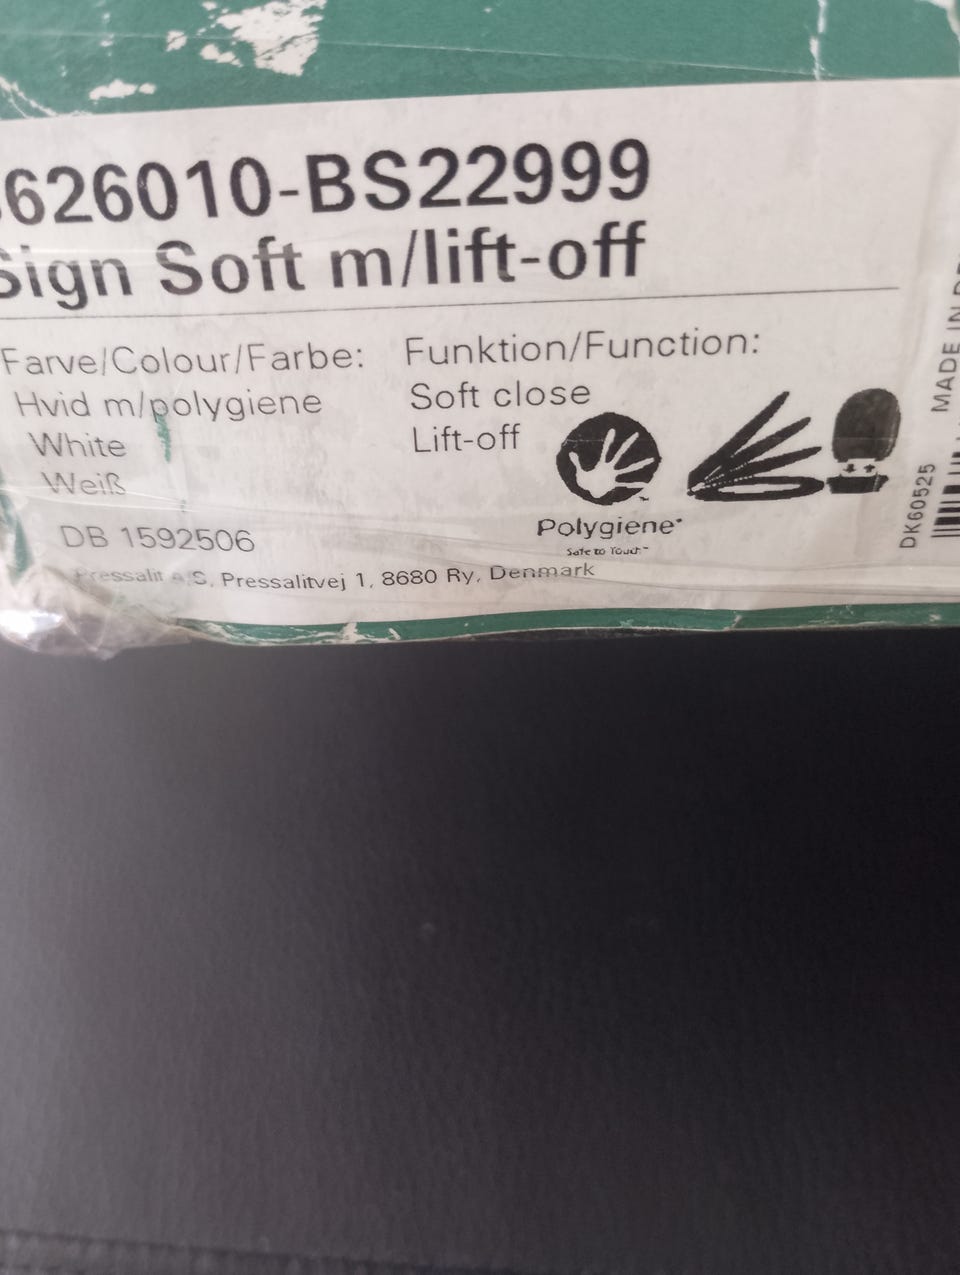 626010-BS22999
Sign Soft m/lift-off
Farve/Colour/Farbe:
Hvid m/polygiene
White
Weiß
Funktion/Function:
Soft close
Lift-off
Polygiene®
Safe to Touch™
DB 1592506
Pressalit A/S, Pressalitvej 1, 8680 Ry, Denmark
DK60525
MADE IN